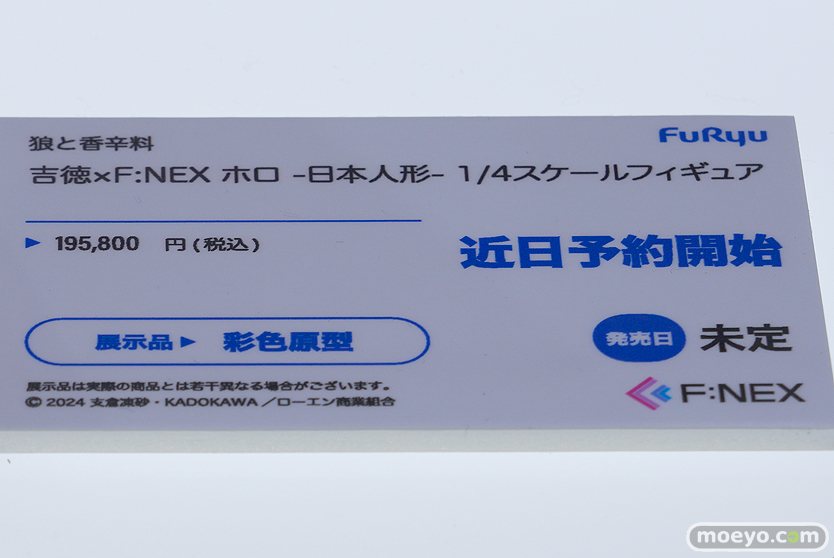 狼と香辛料
FuRyu
吉徳×F:NEX ホロ -日本人形- 1/4スケールフィギュア
▶ 195,800 円(税込)
近日予約開始
展示品▶ 彩色原型
発売日 未定
展示品は実際の商品とは若干異なる場合がございます。
© 2024 支倉凍砂・KADOKAWA/ローエン商業組合
F:NEX
moeyo.com